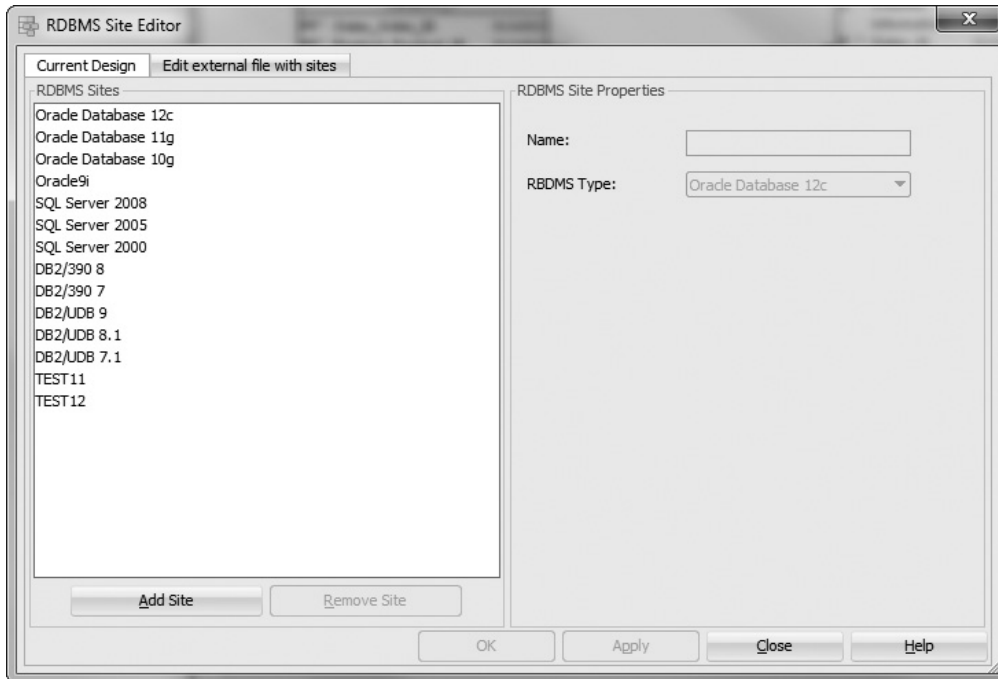 RDBMS Site Editor
X
Current Design
Edit external file with sites
RDBMS Sites
Oracle Database 12c
Oracle Database 11g
Oracle Database 10g
Oracle9i
SQL Server 2008
SQL Server 2005
SQL Server 2000
DB2/390 8
DB2/390 7
DB2/UDB 9
DB2/UDB 8.1
DB2/UDB 7.1
TEST11
TEST12
Add Site
Remove Site
RDBMS Site Properties
Name:
RBDMS Type:
Oracle Database 12c
OK
Apply
Close
Help